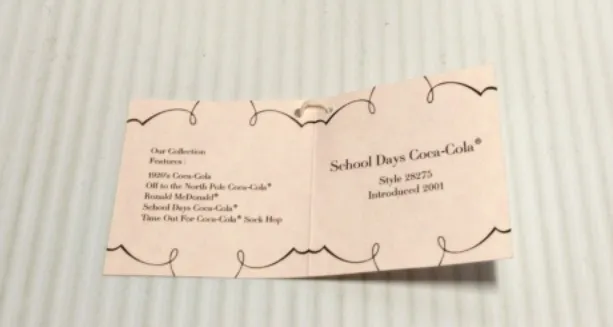 Our Collection
Features:
1920's Coca-Cola
Off to the North Pole Coca-Cola®
Ronald McDonald®
School Days Coca-Cola®
Time Out For Coca-Cola® Sock Hop
School Days Coca-Cola®
Style 28275
Introduced 2001